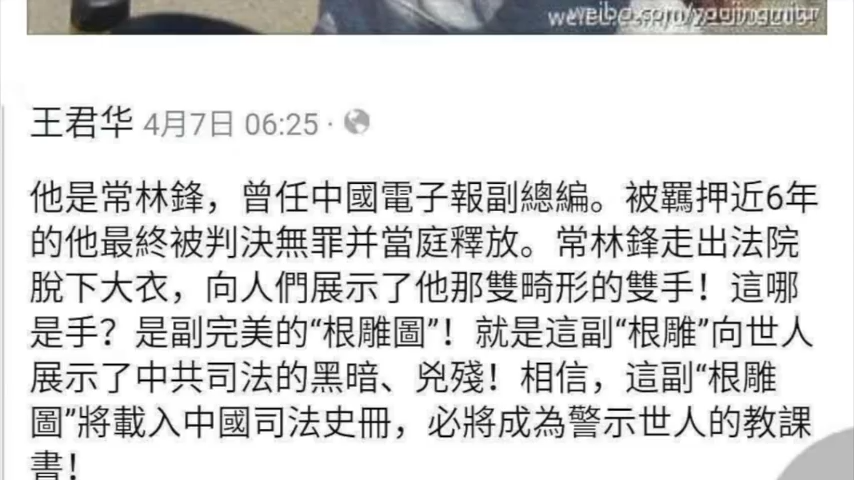 王君华 4月7日 06:25 ·
他是常林鋒，曾任中國電子報副總編。被羈押近6年
的他最終被判決無罪并當庭釋放。常林鋒走出法院
脫下大衣，向人們展示了他那雙畸形的雙手！這哪
是手？是副完美的“根雕圖”！就是這副“根雕”向世人
展示了中共司法的黑暗、兇殘！相信，這副“根雕
圖”將載入中國司法史冊，必將成為警示世人的教課
書！